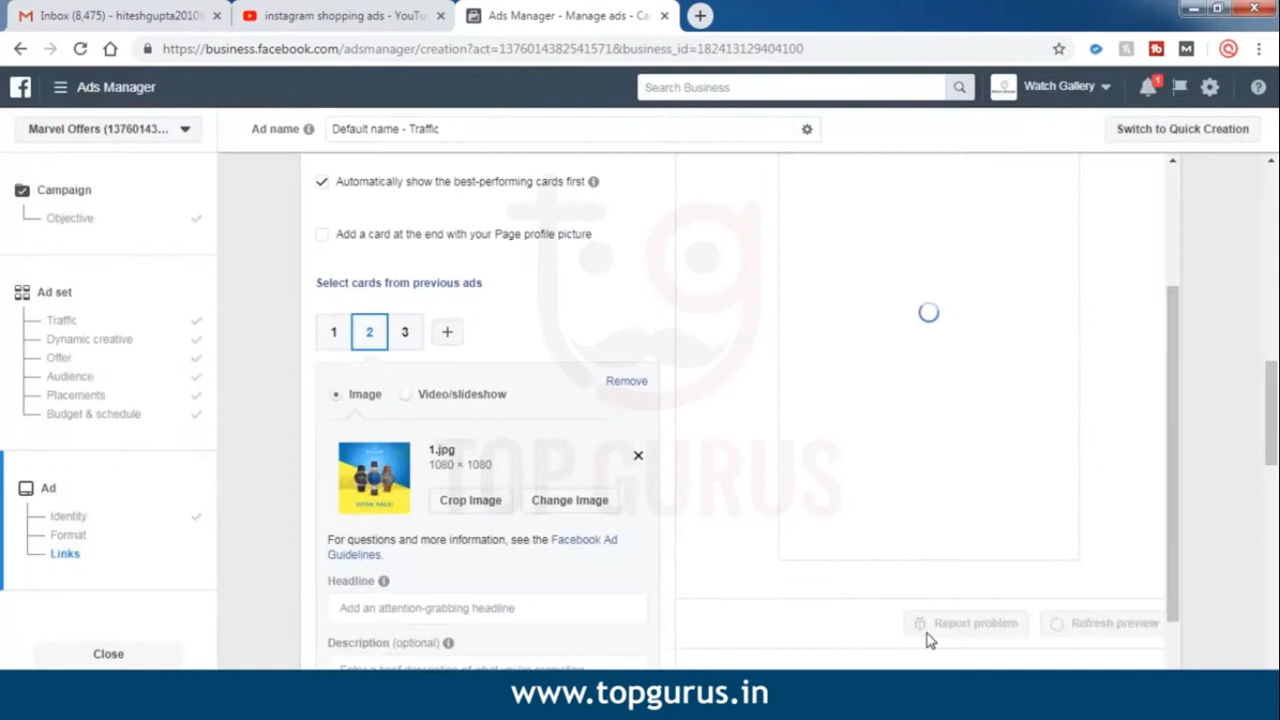 Inbox (8,475) - hiteshgupta2010
instagram shopping ads - YouTu
Ads Manager - Manage ads - Ca
https://business.facebook.com/adsmanager/creation?act=1376014382541571&business_id=182413129404100
Ads Manager
Search Business
Watch Gallery
1
Marvel Offers (13760143...
Ad name
Default name - Traffic
Switch to Quick Creation
Campaign
Objective
Ad set
Traffic
Dynamic creative
Offer
Audience
Placements
Budget & schedule
Ad
Identity
Format
Links
Close
Automatically show the best-performing cards first
Add a card at the end with your Page profile picture
Select cards from previous ads
1 2 3 +
Remove
Image
Video/slideshow
1.jpg
1080 × 1080
Crop Image
Change Image
For questions and more information, see the Facebook Ad
Guidelines.
Headline
Add an attention-grabbing headline
Description (optional)
Report problem
Refresh preview
tg
TOP GURUS
www.topgurus.in